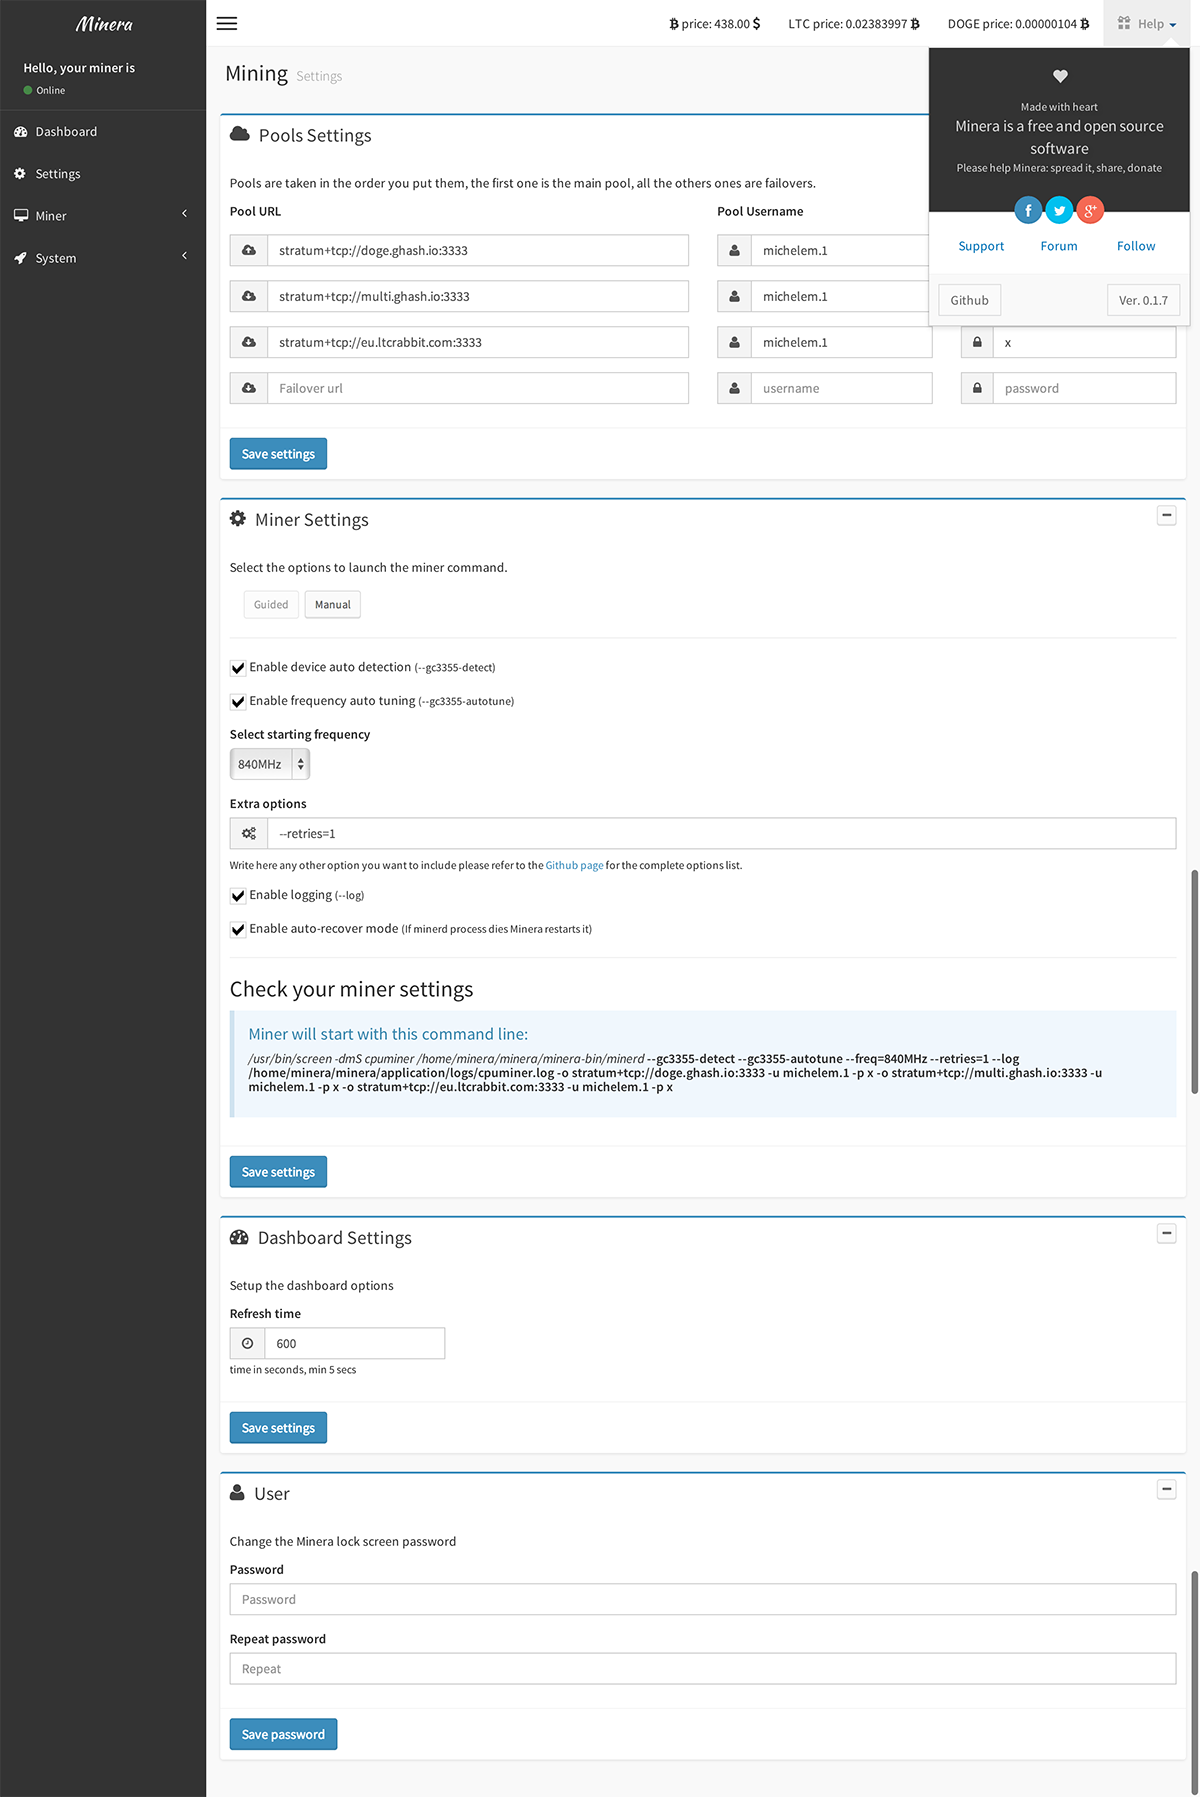 Minera
Hello, your miner is
Online
Dashboard
Settings
Miner
System
price: 438.00 $
LTC price: 0.02383997
DOGE price: 0.00000104
Help
Made with heart
Minera is a free and open source
software
Please help Minera: spread it, share, donate
f
g+
Support Forum Follow
Github Ver. 0.1.7
Mining Settings
Pools Settings
Pools are taken in the order you put them, the first one is the main pool, all the others ones are failovers.
Pool URL Pool Username
stratum+tcp://doge.ghash.io:3333 michelem.1
stratum+tcp://multi.ghash.io:3333 michelem.1
stratum+tcp://eu.ltcrabbit.com:3333 michelem.1 x
Failover url username password
Save settings
Miner Settings
Select the options to launch the miner command.
Guided Manual
Enable device auto detection (--gc3355-detect)
Enable frequency auto tuning (--gc3355-autotune)
Select starting frequency
840MHz
Extra options
--retries=1
Write here any other option you want to include please refer to the Github page for the complete options list.
Enable logging (--log)
Enable auto-recover mode (If minerd process dies Minera restarts it)
Check your miner settings
Miner will start with this command line:
/usr/bin/screen -dmS cpuminer /home/minera/minera/minera-bin/minerd --gc3355-detect --gc3355-autotune --freq=840MHz --retries=1 --log
/home/minera/minera/application/logs/cpuminer.log -o stratum+tcp://doge.ghash.io:3333 -u michelem.1 -p x -o stratum+tcp://multi.ghash.io:3333 -u
michelem.1 -p x -o stratum+tcp://eu.ltcrabbit.com:3333 -u michelem.1 -p x
Save settings
Dashboard Settings
Setup the dashboard options
Refresh time
600
time in seconds, min 5 secs
Save settings
User
Change the Minera lock screen password
Password
Password
Repeat password
Repeat
Save password